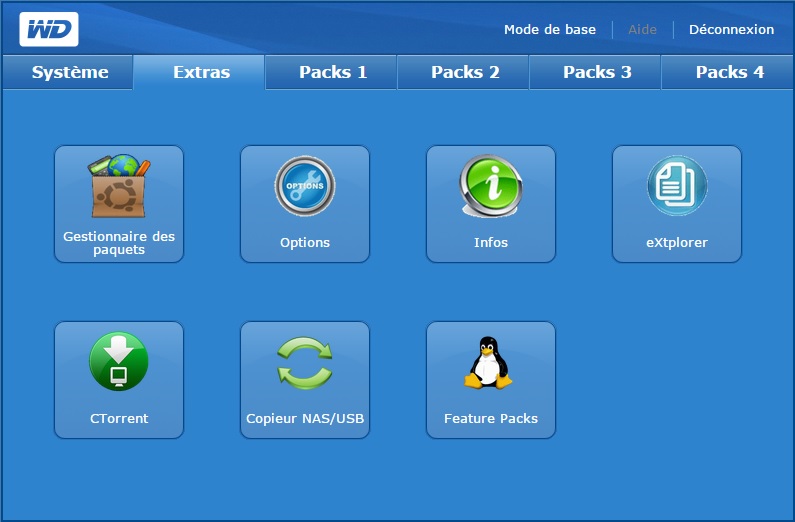 WD
Mode de base Aide Déconnexion
Système Extras Packs 1 Packs 2 Packs 3 Packs 4
Gestionnaire des
paquets
OPTIONS
Options
i
Infos
eXtplorer
CTorrent
Copieur NAS/USB
Feature Packs